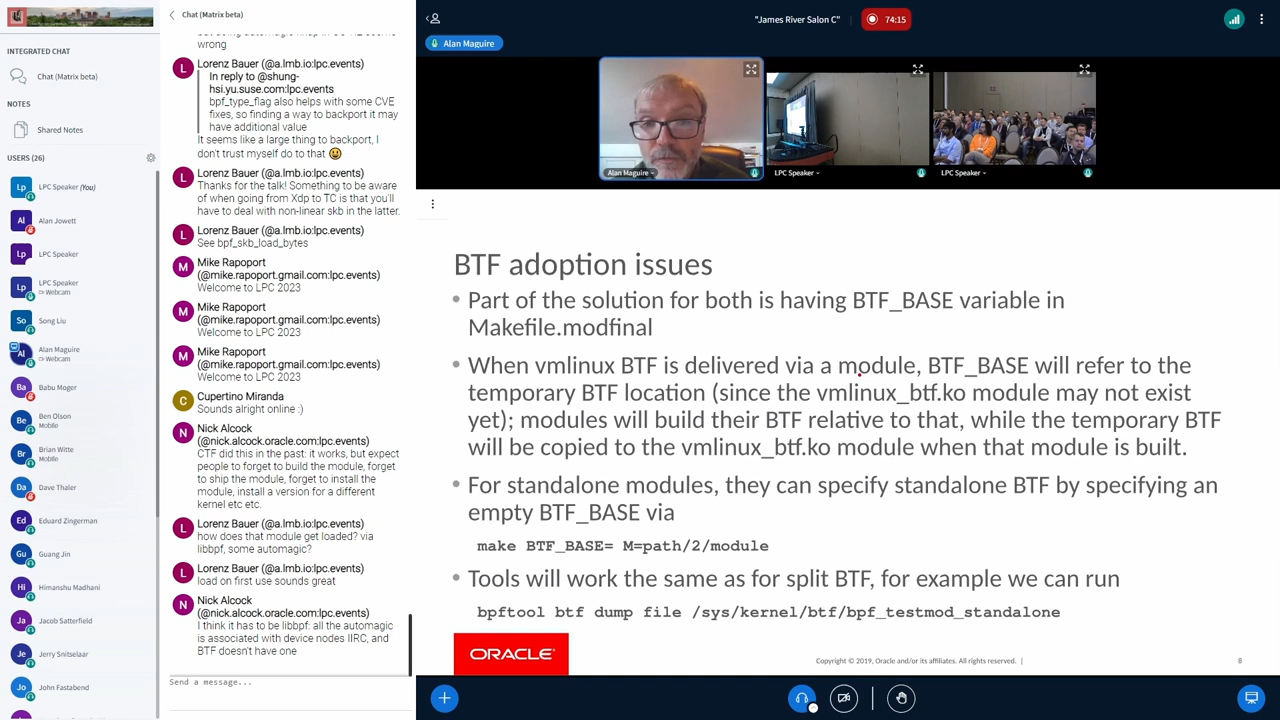 INTEGRATED CHAT
Chat (Matrix beta)
NOTES
Shared Notes
USERS (26)
Lp
LPC Speaker (You)
Al
Alan Jowett
Lp
LPC Speaker
Lp
LPC Speaker
Webcam
So
Song Liu
Al
Alan Maguire
Webcam
Ba
Babu Moger
Be
Ben Olson
Mobile
Br
Brian Witte
Mobile
Da
Dave Thaler
Ed
Eduard Zingerman
Gu
Guang Jin
Hi
Himanshu Madhani
Ja
Jacob Satterfield
Je
Jerry Snitselaar
Jo
John Fastabend
Chat (Matrix beta)
wrong
L
Lorenz Bauer (@a.lmb.io:lpc.events)
In reply to @shung-
hsi.yu.suse.com:lpc.events
bpf_type_flag also helps with some CVE
fixes, so finding a way to backport it may
have additional value
It seems like a large thing to backport, I
don't trust myself do to that 😃
L
Lorenz Bauer (@a.lmb.io:lpc.events)
Thanks for the talk! Something to be aware
of when going from Xdp to TC is that you'll
have to deal with non-linear skb in the latter.
L
Lorenz Bauer (@a.lmb.io:lpc.events)
See bpf_skb_load_bytes
M
Mike Rapoport
(@mike.rapoport.gmail.com:lpc.events)
Welcome to LPC 2023
M
Mike Rapoport
(@mike.rapoport.gmail.com:lpc.events)
Welcome to LPC 2023
M
Mike Rapoport
(@mike.rapoport.gmail.com:lpc.events)
Welcome to LPC 2023
C
Cupertino Miranda
Sounds alright online :)
N
Nick Alcock
(@nick.alcock.oracle.com:lpc.events)
CTF did this in the past: it works, but expect
people to forget to build the module, forget
to ship the module, forget to install the
module, install a version for a different
kernel etc etc.
L
Lorenz Bauer (@a.lmb.io:lpc.events)
how does that module get loaded? via
libbpf, some automagic?
L
Lorenz Bauer (@a.lmb.io:lpc.events)
load on first use sounds great
N
Nick Alcock
(@nick.alcock.oracle.com:lpc.events)
I think it has to be libbpf: all the automagic
is associated with device nodes IIRC, and
BTF doesn't have one
Send a message...
"James River Salon C"
74:15
Alan Maguire
Alan Maguire
LPC Speaker
LPC Speaker
BTF adoption issues
• Part of the solution for both is having BTF_BASE variable in
Makefile.modfinal
• When vmlinux BTF is delivered via a module, BTF_BASE will refer to the
temporary BTF location (since the vmlinux_btf.ko module may not exist
yet); modules will build their BTF relative to that, while the temporary BTF
will be copied to the vmlinux_btf.ko module when that module is built.
• For standalone modules, they can specify standalone BTF by specifying an
empty BTF_BASE via
make BTF_BASE= M=path/2/module
• Tools will work the same as for split BTF, for example we can run
bpftool btf dump file /sys/kernel/btf/bpf_testmod_standalone
ORACLE
Copyright © 2019, Oracle and/or its affiliates. All rights reserved. |
8